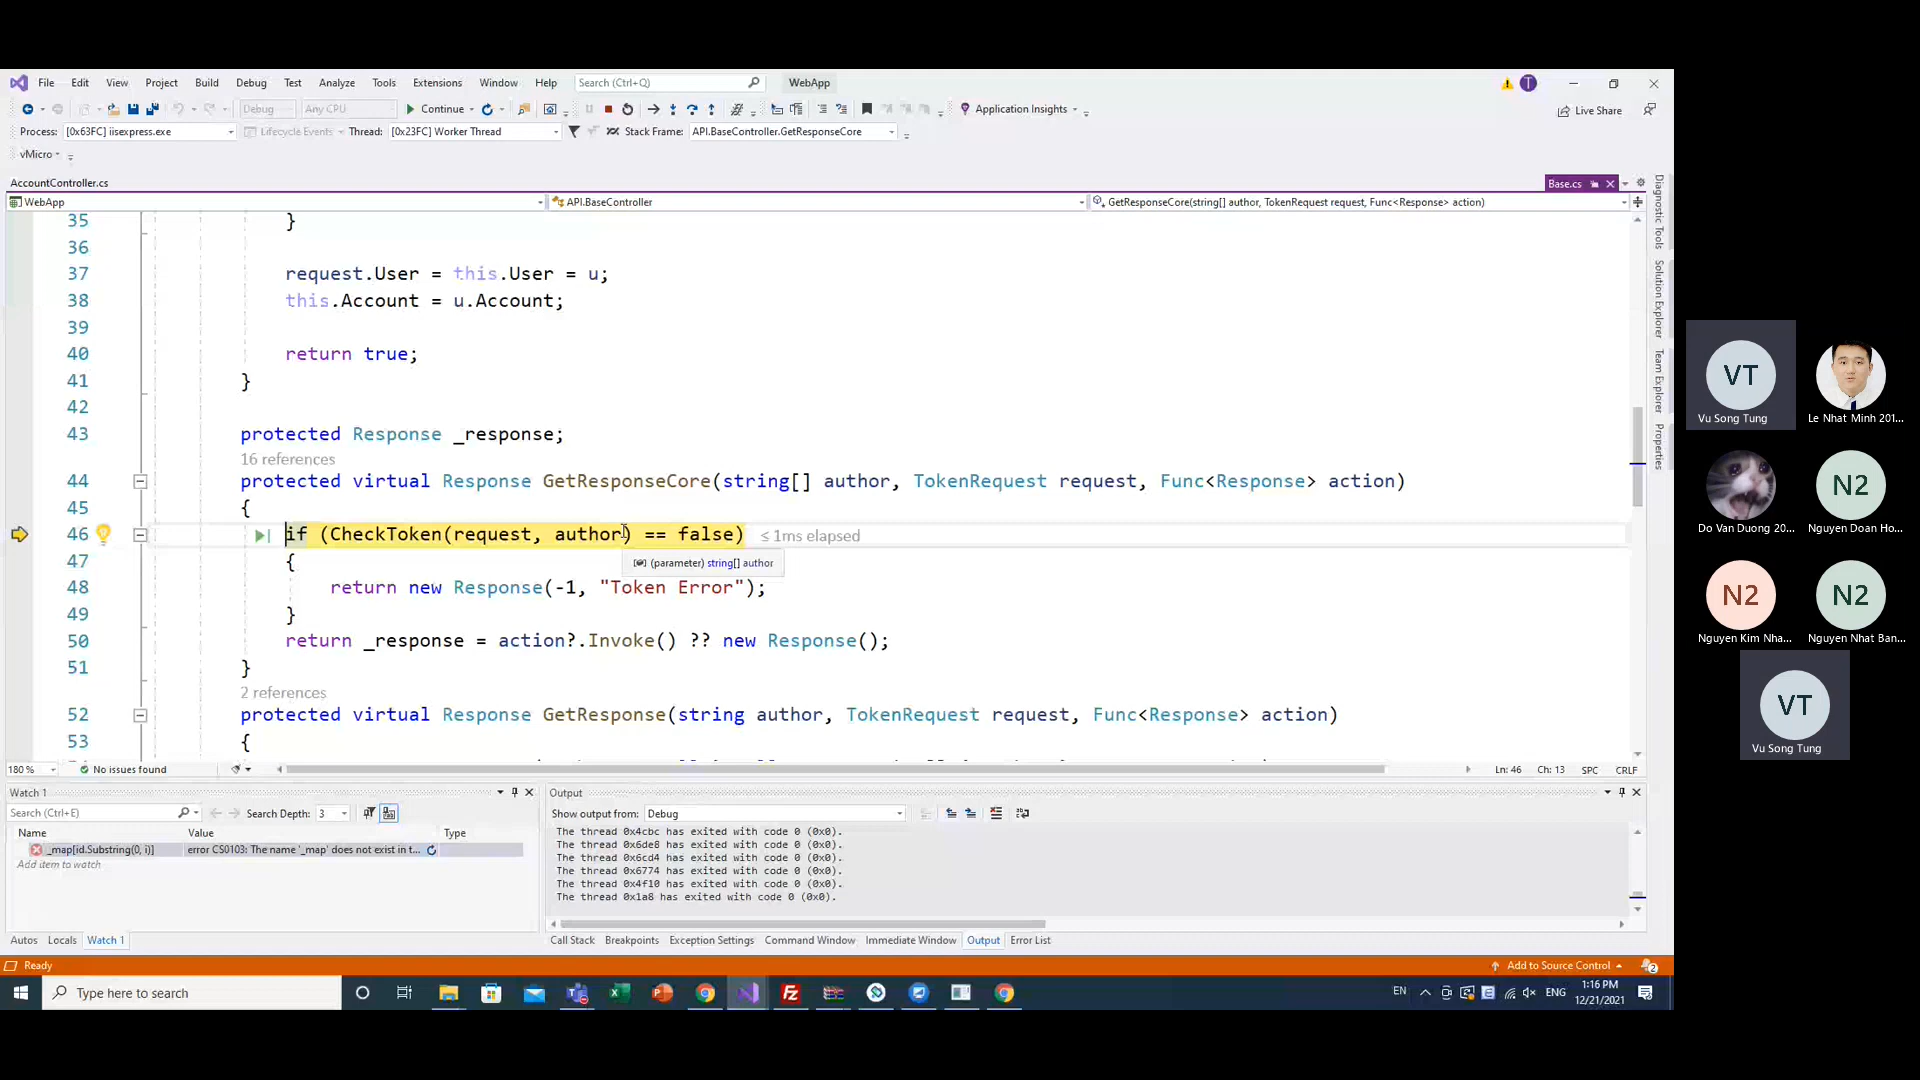 File Edit View Project Build Debug Test Analyze Tools Extensions Window Help Search (Ctrl+Q) WebApp T
Debug Any CPU Continue Application Insights Live Share
Process: [0x63FC] iisexpress.exe Lifecycle Events Thread: [0x23FC] Worker Thread Stack Frame: API.BaseController.GetResponseCore
vMicro
AccountController.cs Base.cs
WebApp API.BaseController GetResponseCore(string[] author, TokenRequest request, Func<Response> action)
35 }
36
37 request.User = this.User = u;
38 this.Account = u.Account;
39
40 return true;
41 }
42
43 protected Response _response;
16 references
44 protected virtual Response GetResponseCore(string[] author, TokenRequest request, Func<Response> action)
45 {
46 if (CheckToken(request, author) == false) ≤ 1ms elapsed
47 {
(parameter) string[] author
48 return new Response(-1, "Token Error");
49 }
50 return _response = action?.Invoke() ?? new Response();
51 }
2 references
52 protected virtual Response GetResponse(string author, TokenRequest request, Func<Response> action)
53 {
180 % No issues found Ln: 46 Ch: 13 SPC CRLF
Diagnostic Tools
Solution Explorer
Team Explorer
Properties
Watch 1
Search (Ctrl+E) Search Depth: 3
Name Value Type
_map[id.Substring(0, i)] error CS0103: The name '_map' does not exist in t...
Add item to watch
Autos Locals Watch 1
Output
Show output from: Debug
The thread 0x4cbc has exited with code 0 (0x0).
The thread 0x6de8 has exited with code 0 (0x0).
The thread 0x6cd4 has exited with code 0 (0x0).
The thread 0x6774 has exited with code 0 (0x0).
The thread 0x4f10 has exited with code 0 (0x0).
The thread 0x1a8 has exited with code 0 (0x0).
Call Stack Breakpoints Exception Settings Command Window Immediate Window Output Error List
Ready Add to Source Control 2
Type here to search EN ENG 1:16 PM
12/21/2021
VT
Vu Song Tung
Le Nhat Minh 201...
Do Van Duong 20...
N2
Nguyen Doan Ho...
N2
Nguyen Kim Nha...
N2
Nguyen Nhat Ban...
VT
Vu Song Tung